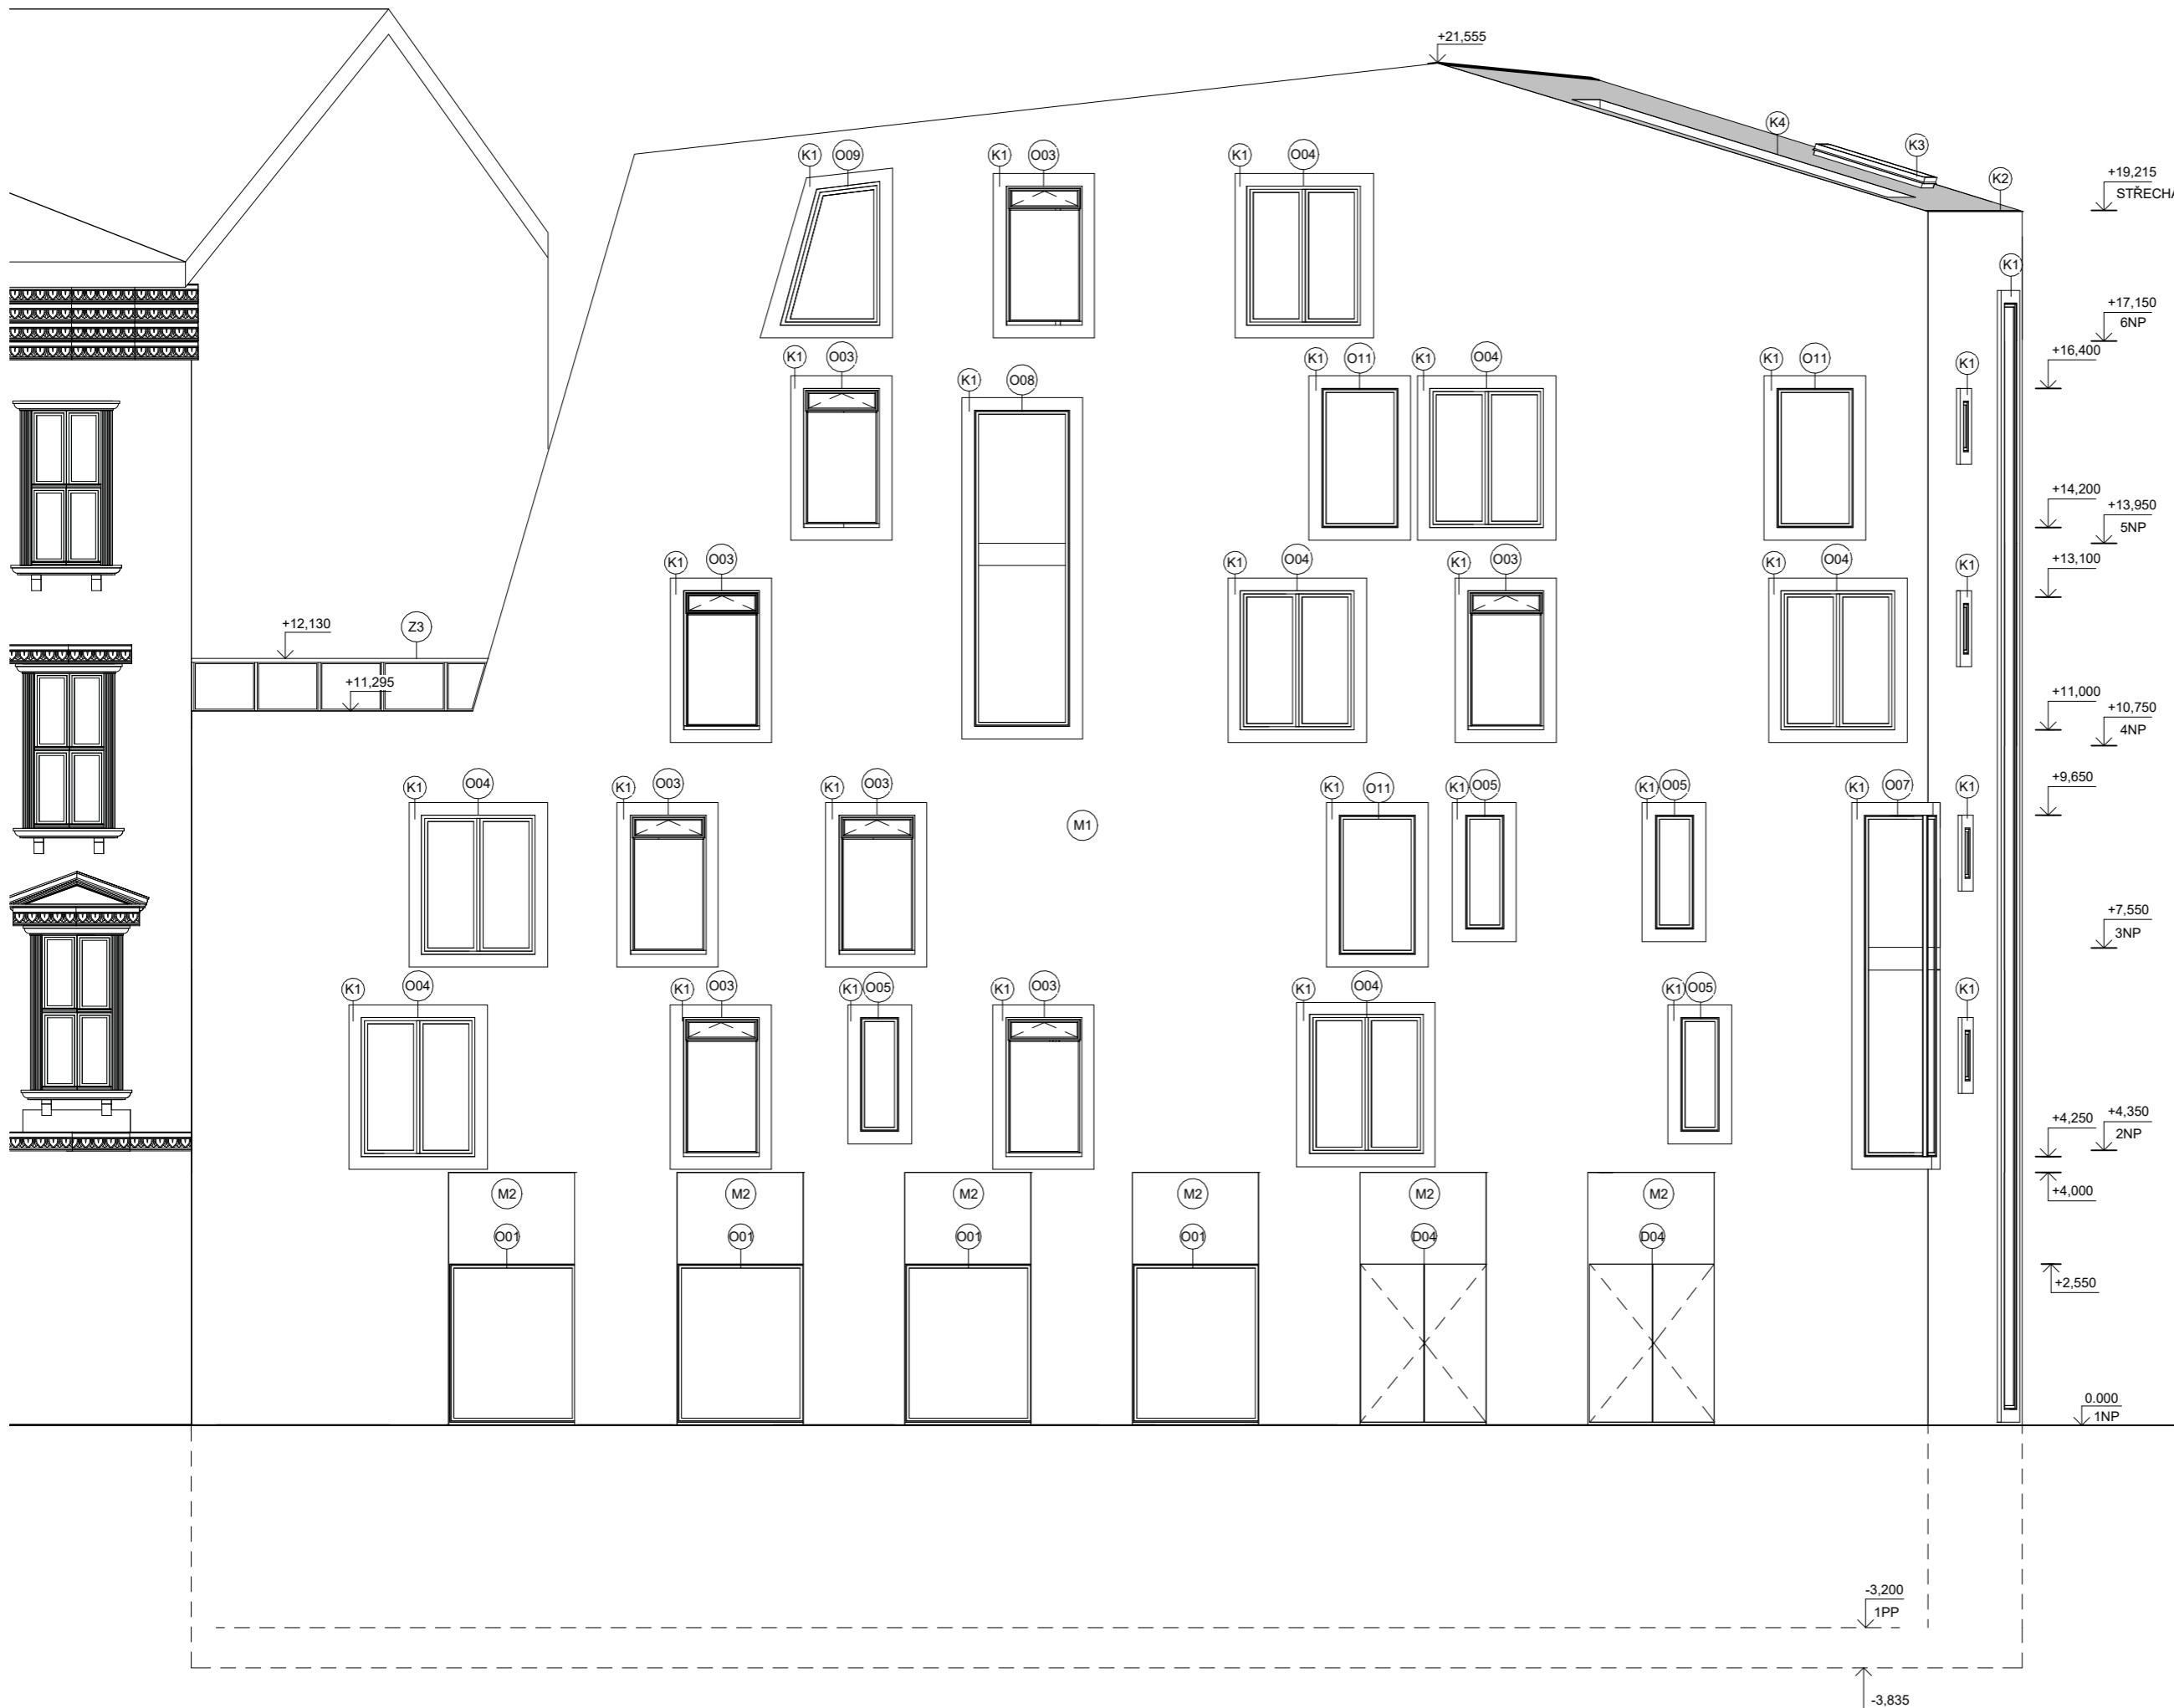 +21,555
K4
K3
K1 O09 K1 O03 K1 O04
K2
+19,215
STŘECHA
K1
+17,150
6NP
K1 O03 K1 O08 K1 O11 K1 O04 K1 O11 K1
+16,400
+14,200
+13,950
5NP
K1 O03 K1 O04 K1 O03 K1 O04 K1
+13,100
+12,130
Z3
+11,295
+11,000
+10,750
4NP
K1 O04 K1 O03 K1 O03 K1 O11 K1 O05 K1 O05 K1 O07 K1
+9,650
M1
+7,550
3NP
K1 O04 K1 O03 K1 O05 K1 O03 K1 O04 K1 O05 K1
+4,250
+4,350
2NP
M2 M2 M2 M2 M2 M2
+4,000
O01 O01 O01 O01 D04 D04
+2,550
0.000
1NP
-3,200
1PP
-3,835